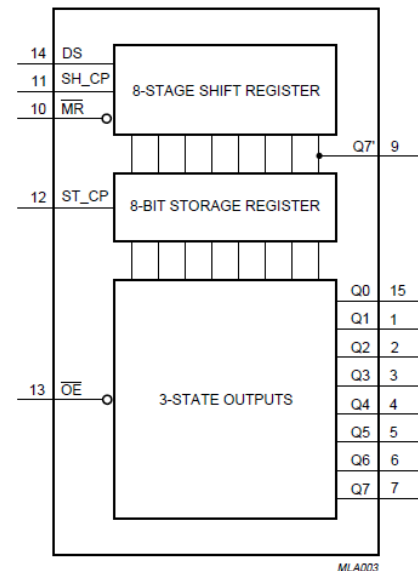 14 DS
11 SH_CP
10 MR
8-STAGE SHIFT REGISTER
Q7' 9
12 ST_CP
8-BIT STORAGE REGISTER
13 OE
3-STATE OUTPUTS
Q0 15
Q1 1
Q2 2
Q3 3
Q4 4
Q5 5
Q6 6
Q7 7
MLA003